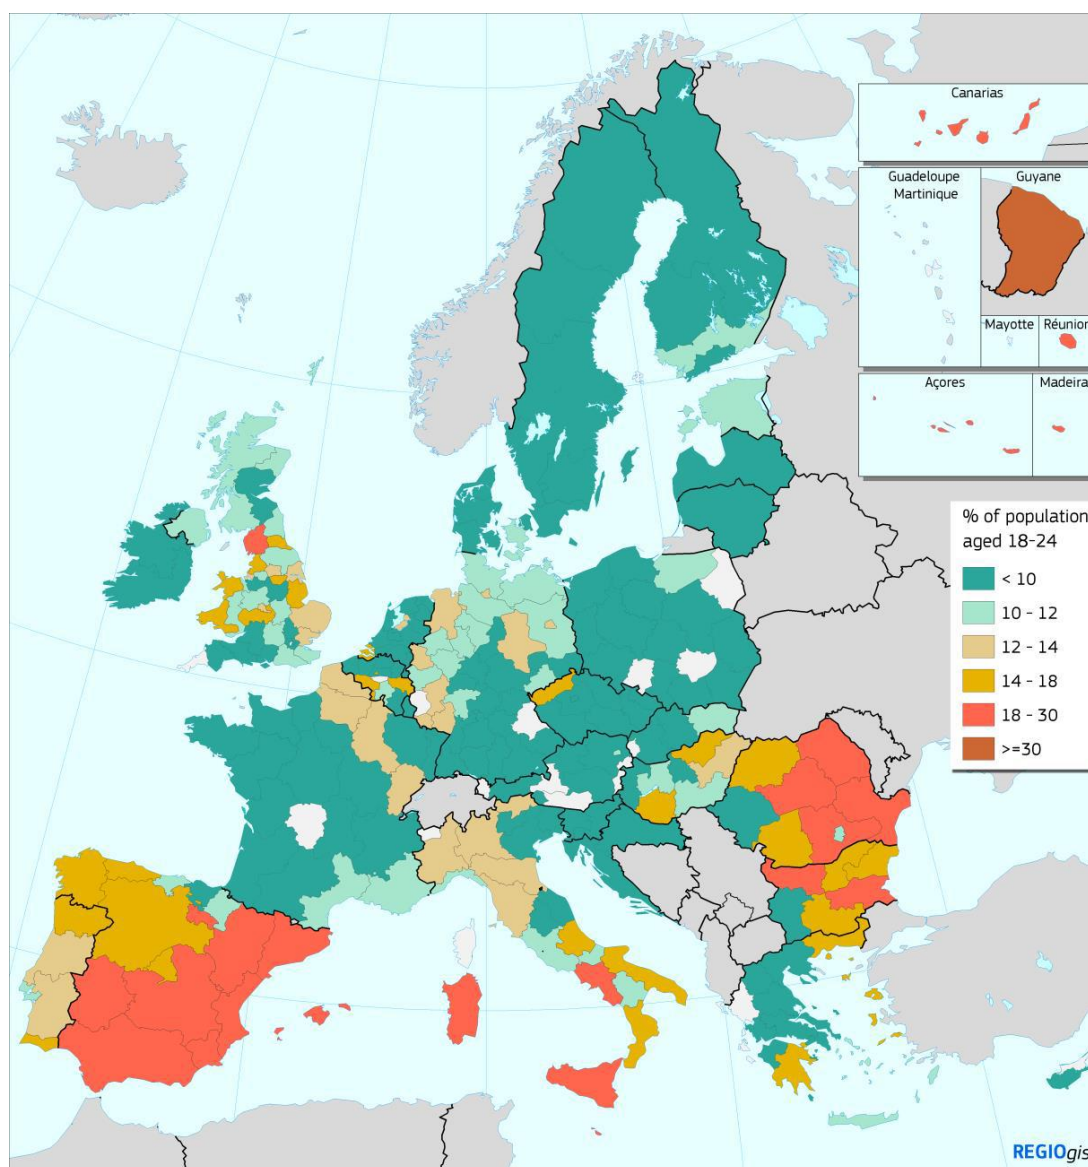 Canarias
Guadeloupe
Martinique
Guyane
Mayotte
Réunion
Açores
Madeira
% of population
aged 18-24
< 10
10 - 12
12 - 14
14 - 18
18 - 30
>=30
REGIOgis